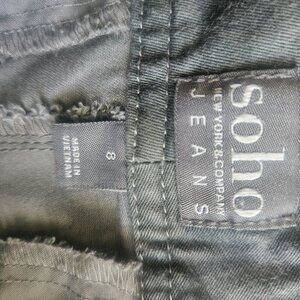 soho
NEW YORK & COMPANY
JEANS
8
MADE IN
VIETNAM